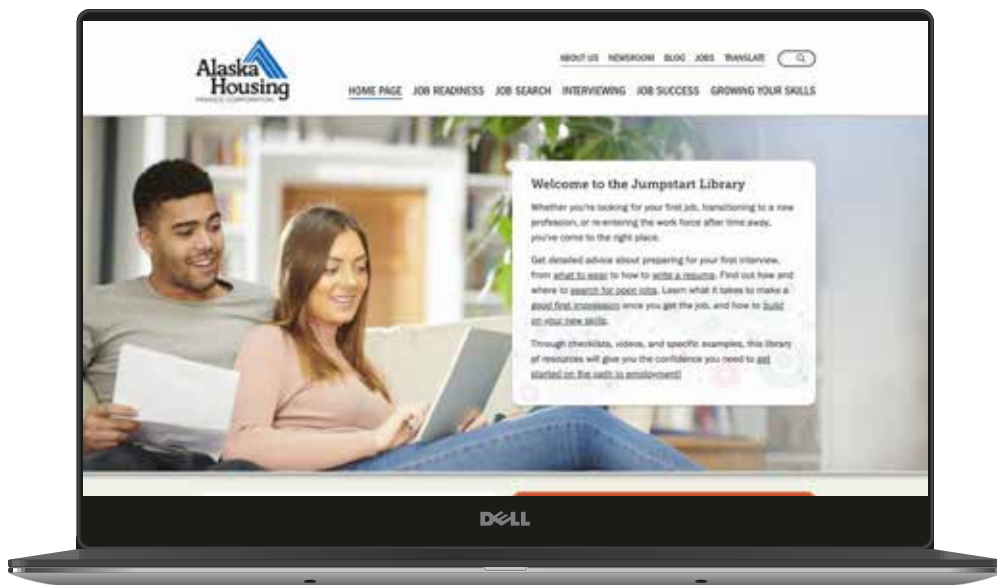 Alaska
Housing
FINANCE CORPORATION
ABOUT US NEWSROOM BLOG JOBS TRANSLATE
HOME PAGE JOB READINESS JOB SEARCH INTERVIEWING JOB SUCCESS GROWING YOUR SKILLS
Welcome to the Jumpstart Library
Whether you're looking for your first job, transitioning to a new
profession, or re-entering the work force after time away,
you've come to the right place.
Get detailed advice about preparing for your first interview,
from what to wear to how to write a resume. Find out how and
where to search for open jobs. Learn what it takes to make a
good first impression once you get the job, and how to build
on your new skills.
Through checklists, videos, and specific examples, this library
of resources will give you the confidence you need to get
started on the path to employment!
DELL